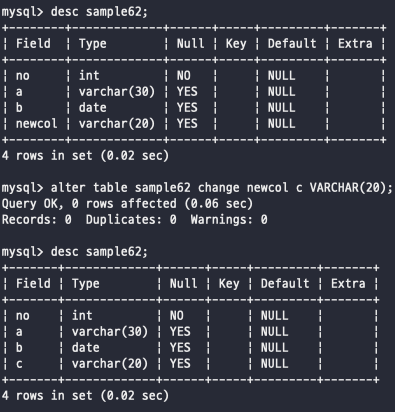 mysql> desc sample62;
+--------+-------------+------+-----+---------+-------+
| Field  | Type        | Null | Key | Default | Extra |
+--------+-------------+------+-----+---------+-------+
| no     | int         | NO   |     | NULL    |       |
| a      | varchar(30) | YES  |     | NULL    |       |
| b      | date        | YES  |     | NULL    |       |
| newcol | varchar(20) | YES  |     | NULL    |       |
+--------+-------------+------+-----+---------+-------+
4 rows in set (0.02 sec)
mysql> alter table sample62 change newcol c VARCHAR(20);
Query OK, 0 rows affected (0.06 sec)
Records: 0  Duplicates: 0  Warnings: 0
mysql> desc sample62;
+-------+-------------+------+-----+---------+-------+
| Field | Type        | Null | Key | Default | Extra |
+-------+-------------+------+-----+---------+-------+
| no    | int         | NO   |     | NULL    |       |
| a     | varchar(30) | YES  |     | NULL    |       |
| b     | date        | YES  |     | NULL    |       |
| c     | varchar(20) | YES  |     | NULL    |       |
+-------+-------------+------+-----+---------+-------+
4 rows in set (0.02 sec)